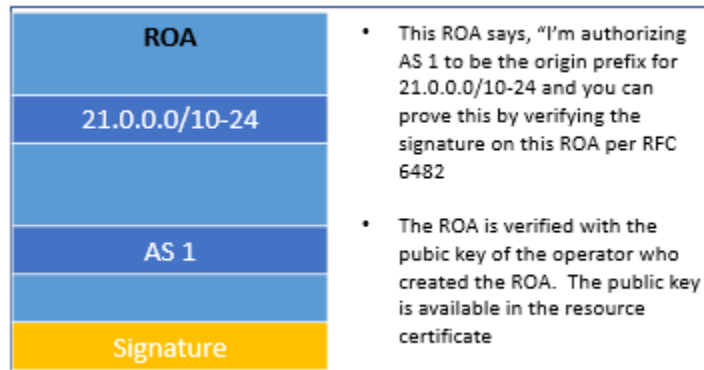 ROA
21.0.0.0/10-24
AS 1
Signature
• This ROA says, “I’m authorizing
AS 1 to be the origin prefix for
21.0.0.0/10-24 and you can
prove this by verifying the
signature on this ROA per RFC
6482
• The ROA is verified with the
pubic key of the operator who
created the ROA. The public key
is available in the resource
certificate